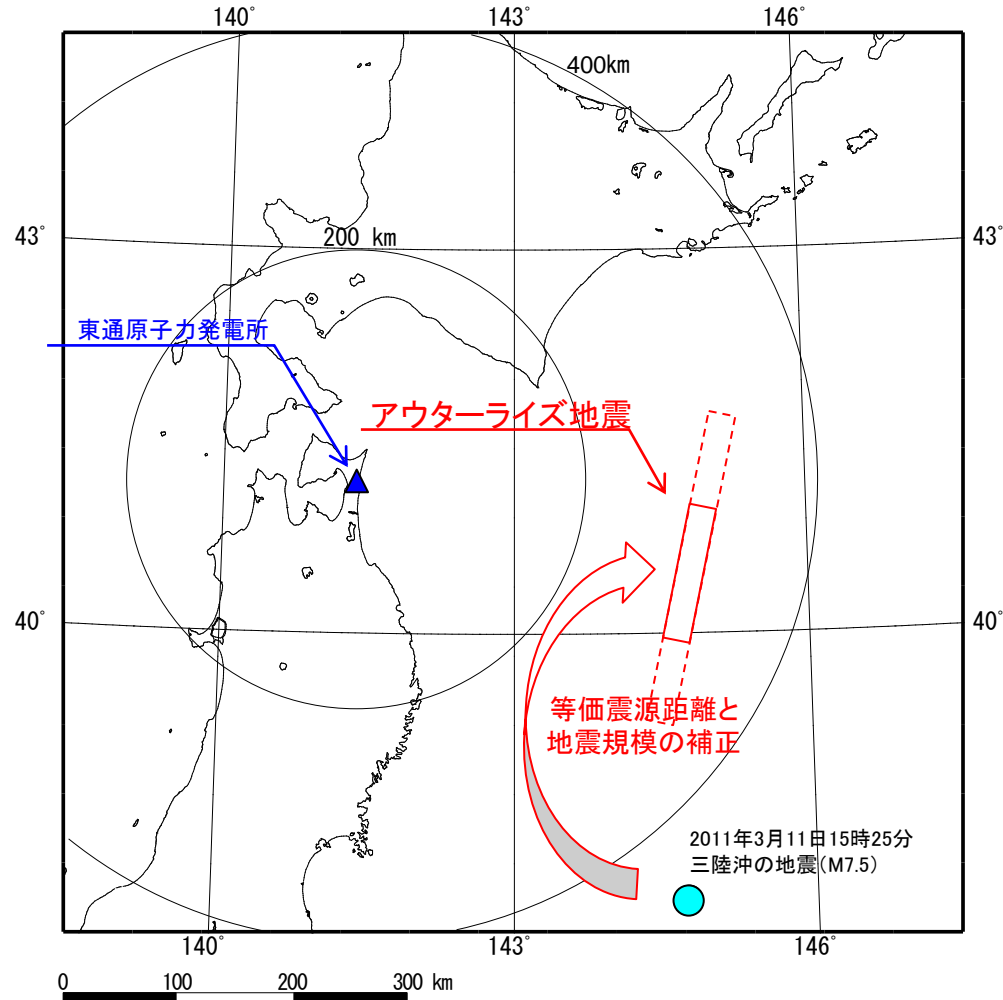 140°
143°
146°
400km
43°
43°
200 km
東通原子力発電所
アウターライズ地震
40°
40°
等価震源距離と
地震規模の補正
2011年3月11日15時25分
三陸沖の地震(M7.5)
140°
143°
146°
0
100
200
300 km